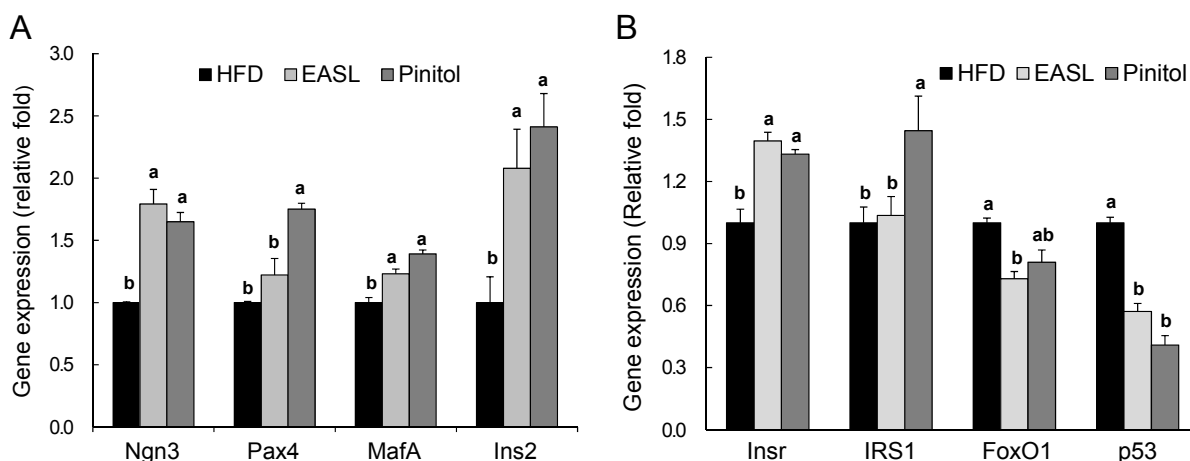 A
Gene expression (relative fold)
3.0
2.5
2.0
1.5
1.0
0.5
0.0
HFD EASL Pinitol
b a a
b b a
b a a
b a a
Ngn3 Pax4 MafA Ins2
B
Gene expression (Relative fold)
1.8
1.5
1.2
0.9
0.6
0.3
0.0
HFD EASL Pinitol
b a a
b b a
a b ab
a b b
Insr IRS1 FoxO1 p53